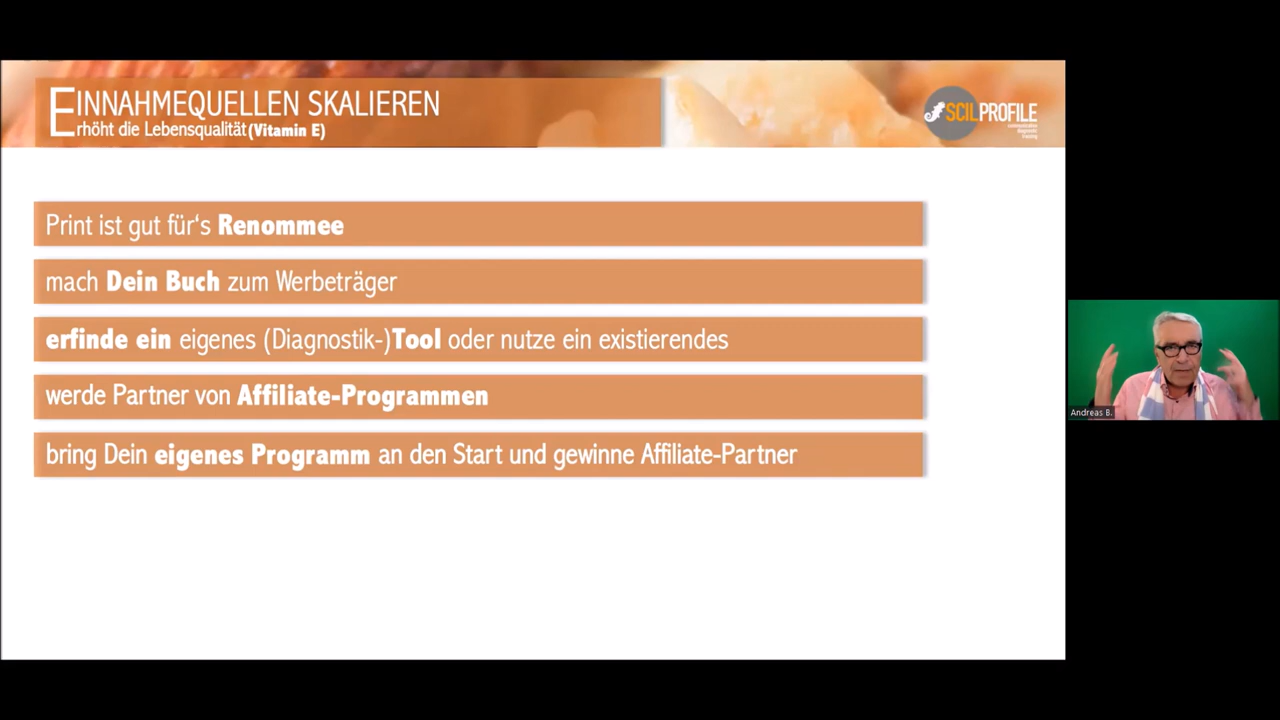 EINNAHMEQUELLEN SKALIEREN
Erhöht die Lebensqualität (Vitamin E)
SCILPROFILE
Print ist gut für's Renommee
mach Dein Buch zum Werbeträger
erfinde ein eigenes (Diagnostik-)Tool oder nutze ein existierendes
werde Partner von Affiliate-Programmen
bring Dein eigenes Programm an den Start und gewinne Affiliate-Partner
Andreas B.